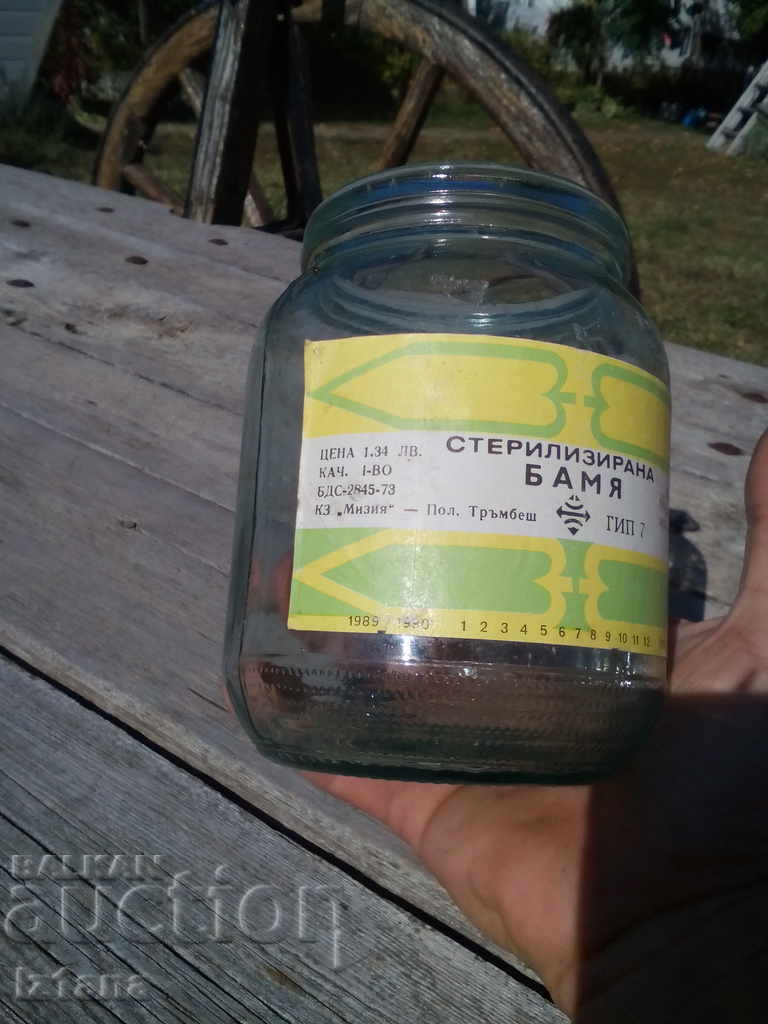 СТЕРИЛИЗИРАНА
БАМЯ
ЦЕНА 1.34 ЛВ.
КАЧ. I-ВО
БДС-2845-73
КЗ „Мизия“ — Пол. Тръмбеш
ГИП 7
1989 / 1990 1 2 3 4 5 6 7 8 9 10 11 12
BALKAN
auction
Izfana